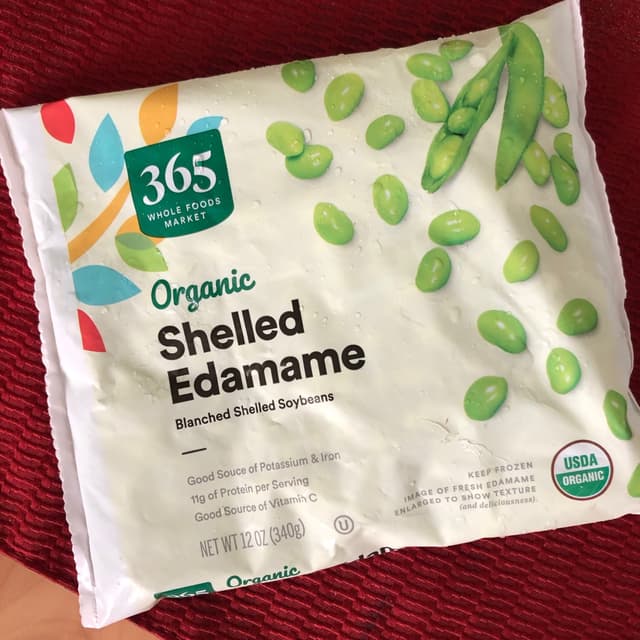 365
WHOLE FOODS
MARKET
Organic
Shelled
Edamame
Blanched Shelled Soybeans
Good Souce of Potassium & Iron
11g of Protein per Serving
Good Source of Vitamin C
NET WT 12 OZ (340g)
U
KEEP FROZEN
IMAGE OF FRESH EDAMAME
ENLARGED TO SHOW TEXTURE
(and deliciousness).
USDA
ORGANIC
Organic